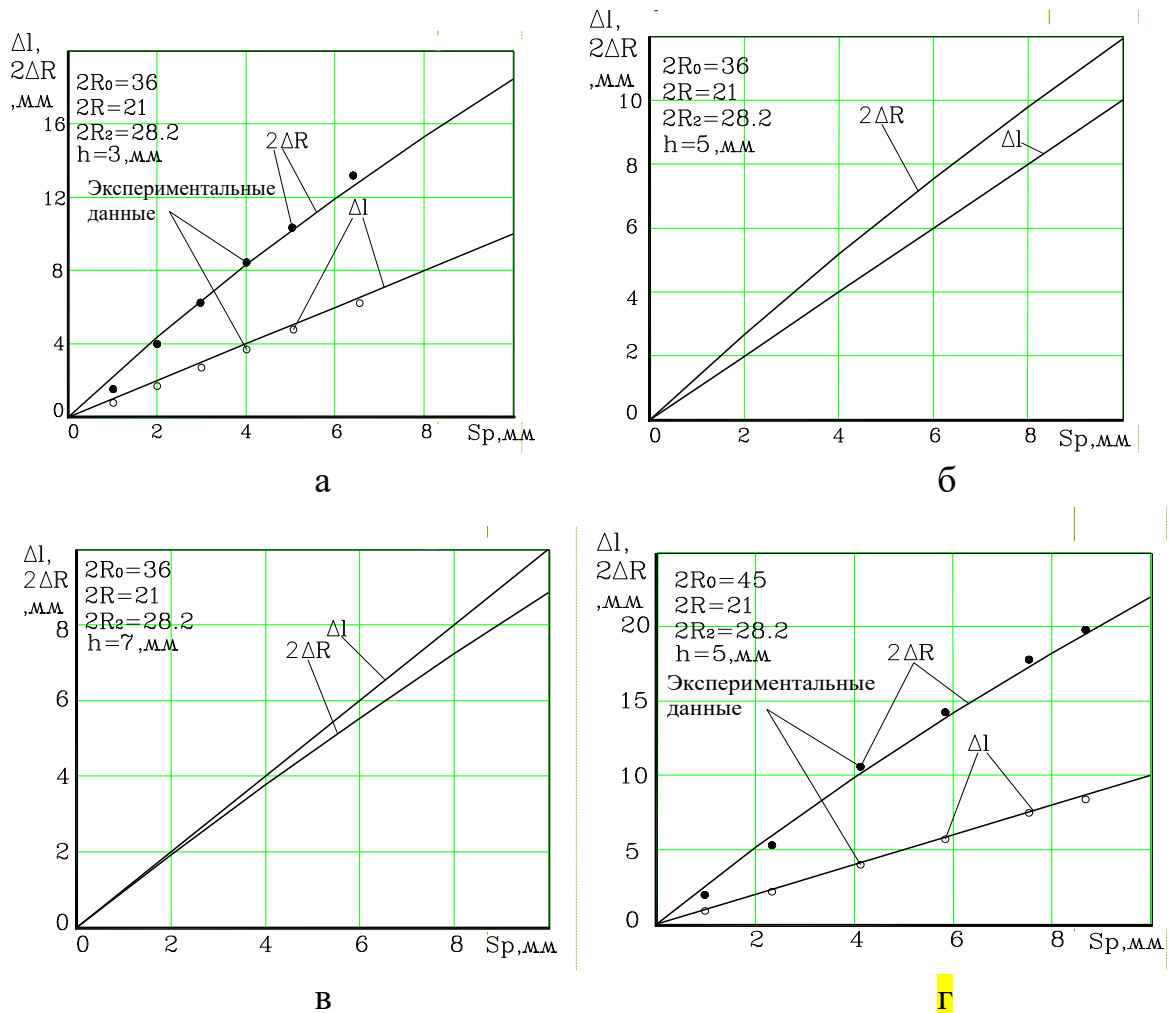 Δl,
2ΔR
,мм
2R₀=36
2R=21
2R₂=28.2
h=3,мм
Экспериментальные
данные
2ΔR
Δl
16
12
8
4
0
0 2 4 6 8 Sp,мм
а
Δl,
2ΔR
,мм
2R₀=36
2R=21
2R₂=28.2
h=5,мм
2ΔR
Δl
10
8
6
4
2
0
0 2 4 6 8 Sp,мм
б
Δl,
2ΔR
,мм
2R₀=36
2R=21
2R₂=28.2
h=7,мм
Δl
2ΔR
8
6
4
2
0
0 2 4 6 8 Sp,мм
в
Δl,
2ΔR
,мм
2R₀=45
2R=21
2R₂=28.2
h=5,мм
Экспериментальные
данные
2ΔR
Δl
20
15
10
5
0
2 4 6 8 Sp,мм
г